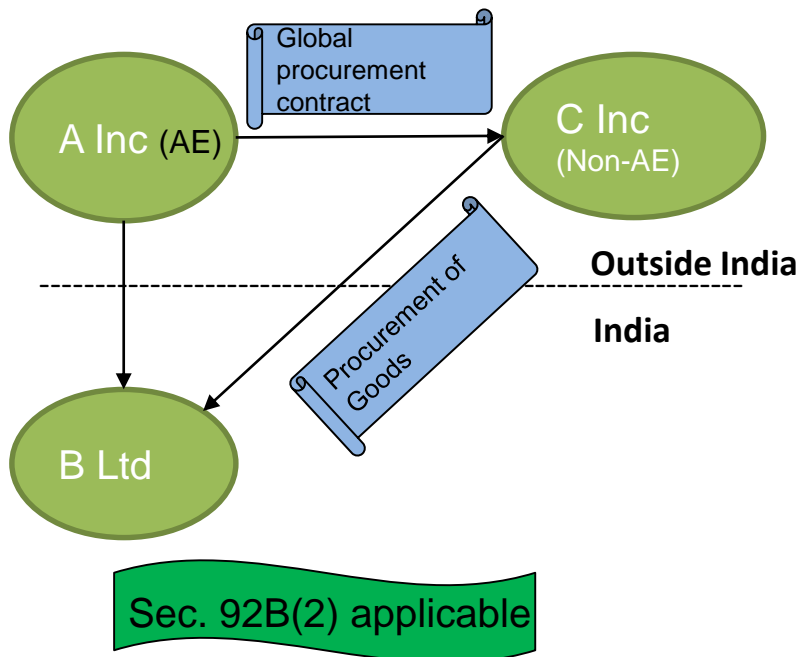 Global
procurement
contract
A Inc (AE)
C Inc
(Non-AE)
Outside India
India
Procurement of
Goods
B Ltd
Sec. 92B(2) applicable